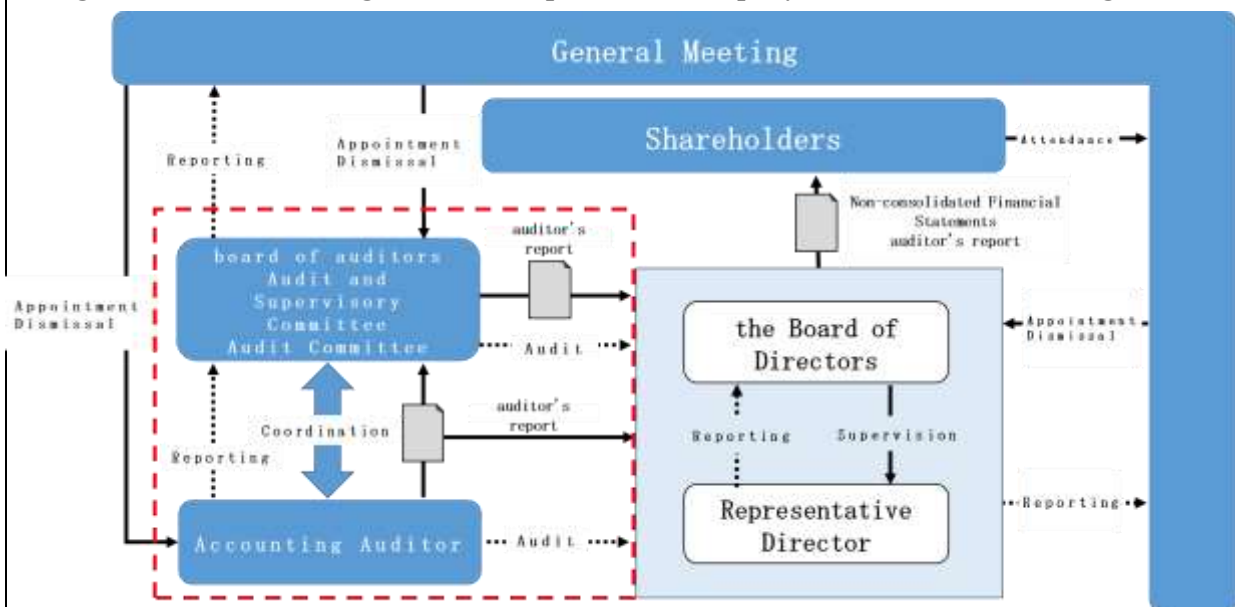 General Meeting
Shareholders
Attendance
Reporting
Appointment
Dismissal
Non-consolidated Financial
Statements
auditor's report
auditor's
report
board of auditors
Audit and
Supervisory
Committee
Audit Committee
Audit
Appointment
Dismissal
the Board of
Directors
Appointment
Dismissal
auditor's
report
Coordination
Reporting
Reporting
Supervision
Accounting Auditor
Audit
Representative
Director
Reporting